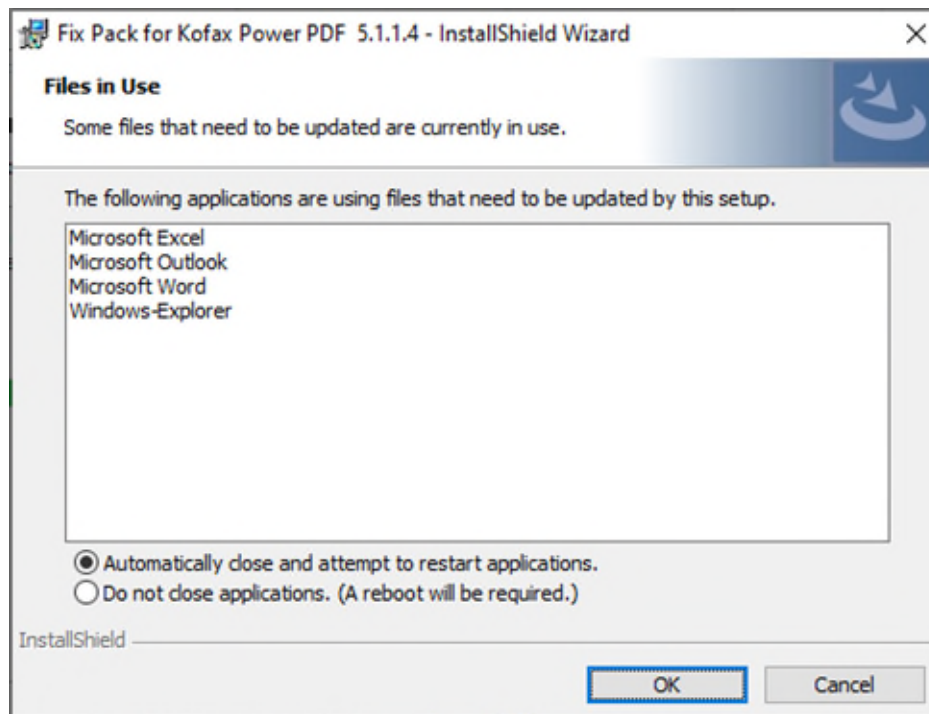 Fix Pack for Kofax Power PDF  5.1.1.4 - InstallShield Wizard
Files in Use
Some files that need to be updated are currently in use.
The following applications are using files that need to be updated by this setup.
Microsoft Excel
Microsoft Outlook
Microsoft Word
Windows-Explorer
Automatically close and attempt to restart applications.
Do not close applications. (A reboot will be required.)
InstallShield
OK
Cancel